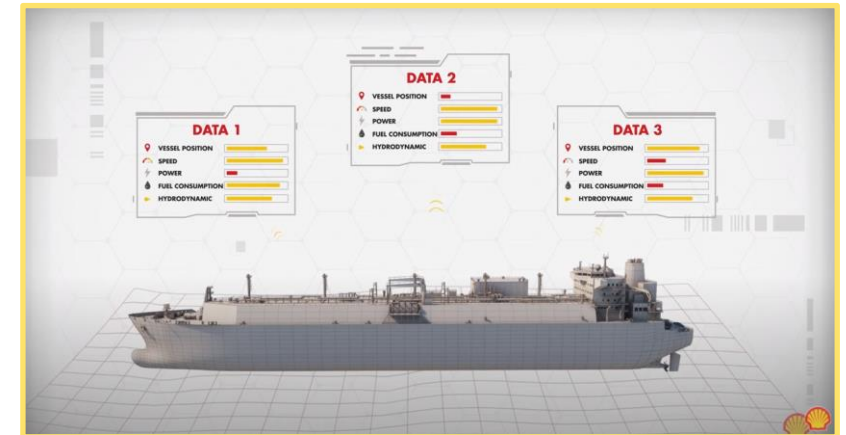 DATA 1
VESSEL POSITION
SPEED
POWER
FUEL CONSUMPTION
HYDRODYNAMIC
DATA 2
VESSEL POSITION
SPEED
POWER
FUEL CONSUMPTION
HYDRODYNAMIC
DATA 3
VESSEL POSITION
SPEED
POWER
FUEL CONSUMPTION
HYDRODYNAMIC